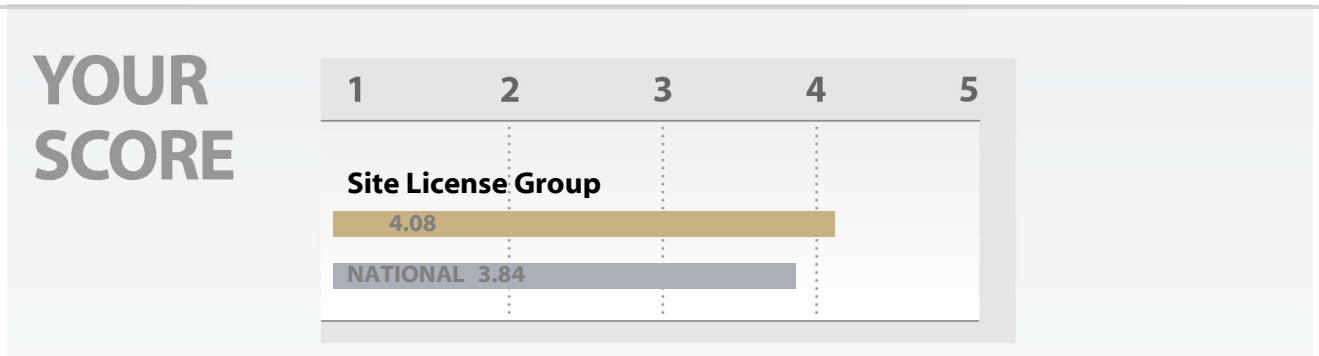 YOUR
SCORE
1 2 3 4 5
Site License Group
4.08
NATIONAL 3.84